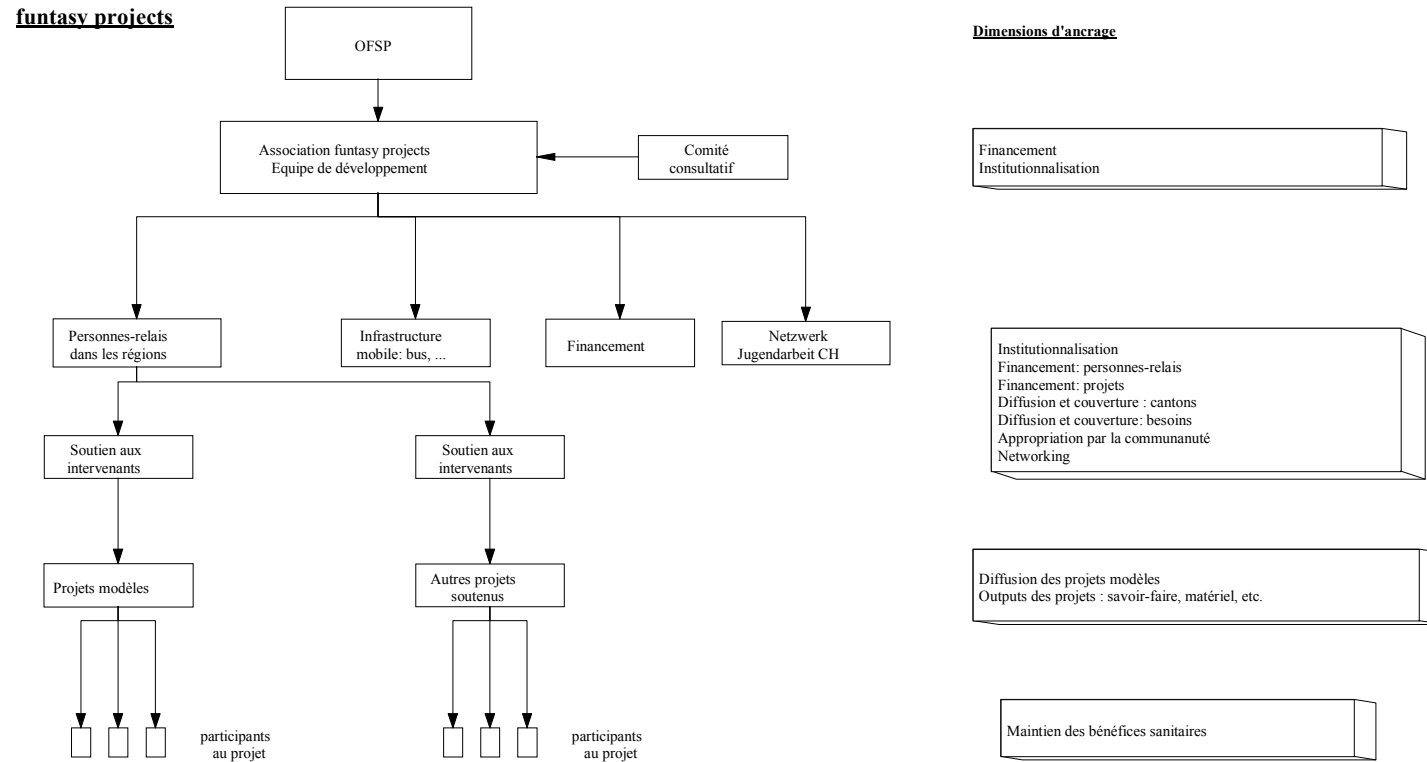 funtasy projects
OFSP
Dimensions d'ancrage
Association funtasy projects
Equipe de développement
Comité
consultatif
Financement
Institutionnalisation
Personnes-relais
dans les régions
Infrastructure
mobile: bus, ...
Financement
Netzwerk
Jugendarbeit CH
Institutionnalisation
Financement: personnes-relais
Financement: projets
Diffusion et couverture : cantons
Diffusion et couverture: besoins
Appropriation par la communanuté
Networking
Soutien aux
intervenants
Soutien aux
intervenants
Projets modèles
Autres projets
soutenus
Diffusion des projets modèles
Outputs des projets : savoir-faire, matériel, etc.
participants
au projet
participants
au projet
Maintien des bénéfices sanitaires